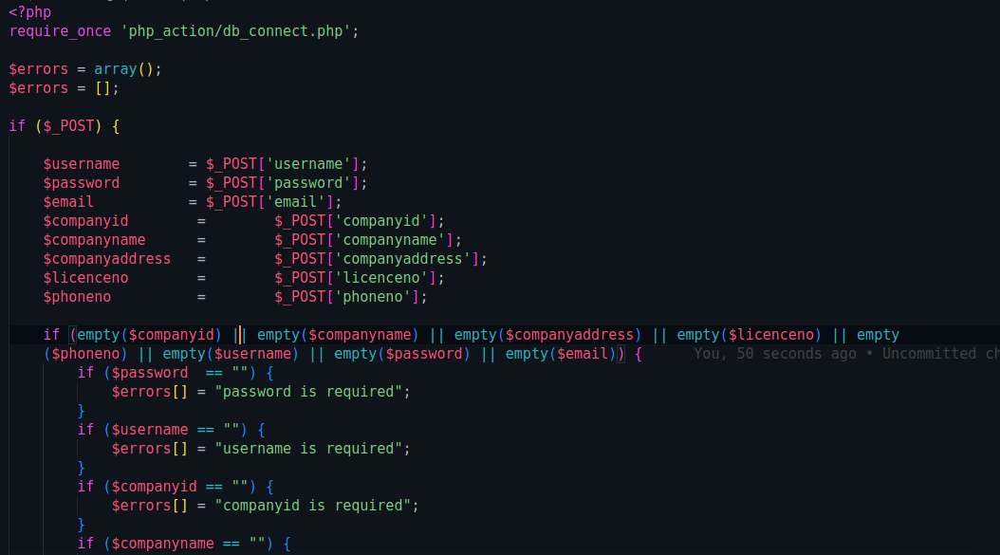 <?php
require_once 'php_action/db_connect.php';
$errors = array();
$errors = [];
if ($_POST) {
$username = $_POST['username'];
$password = $_POST['password'];
$email = $_POST['email'];
$companyid = $_POST['companyid'];
$companyname = $_POST['companyname'];
$companyaddress = $_POST['companyaddress'];
$licenceno = $_POST['licenceno'];
$phoneno = $_POST['phoneno'];
if (empty($companyid) || empty($companyname) || empty($companyaddress) || empty($licenceno) || empty
($phoneno) || empty($username) || empty($password) || empty($email)) { You, 50 seconds ago • Uncommitted ch
if ($password == "") {
$errors[] = "password is required";
}
if ($username == "") {
$errors[] = "username is required";
}
if ($companyid == "") {
$errors[] = "companyid is required";
}
if ($companyname == "") {